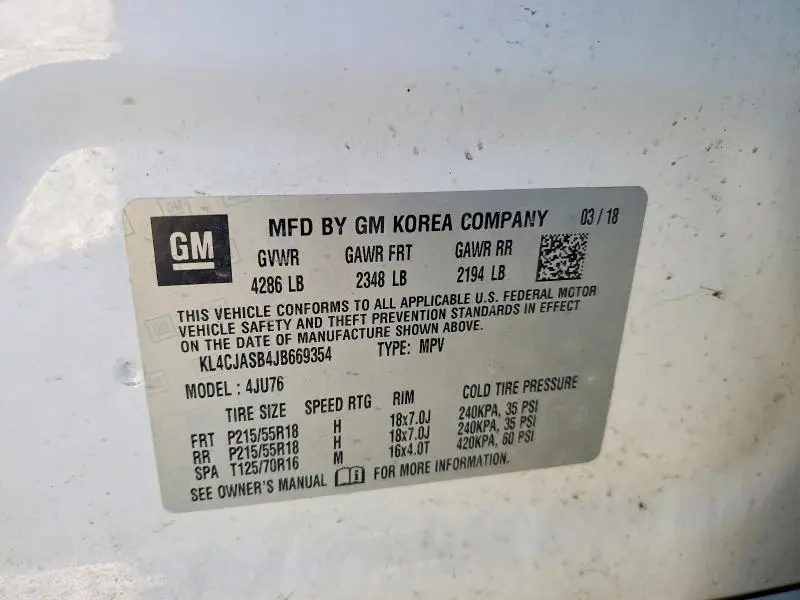 GM
MFD BY GM KOREA COMPANY 03 / 18
GVWR GAWR FRT GAWR RR
4286 LB 2348 LB 2194 LB
THIS VEHICLE CONFORMS TO ALL APPLICABLE U.S. FEDERAL MOTOR
VEHICLE SAFETY AND THEFT PREVENTION STANDARDS IN EFFECT
ON THE DATE OF MANUFACTURE SHOWN ABOVE.
KL4CJASB4JB669354 TYPE: MPV
MODEL : 4JU76
TIRE SIZE SPEED RTG RIM COLD TIRE PRESSURE
FRT P215/55R18 H 18x7.0J 240KPA, 35 PSI
RR P215/55R18 H 18x7.0J 240KPA, 35 PSI
SPA T125/70R16 M 16x4.0T 420KPA, 60 PSI
SEE OWNER'S MANUAL FOR MORE INFORMATION.